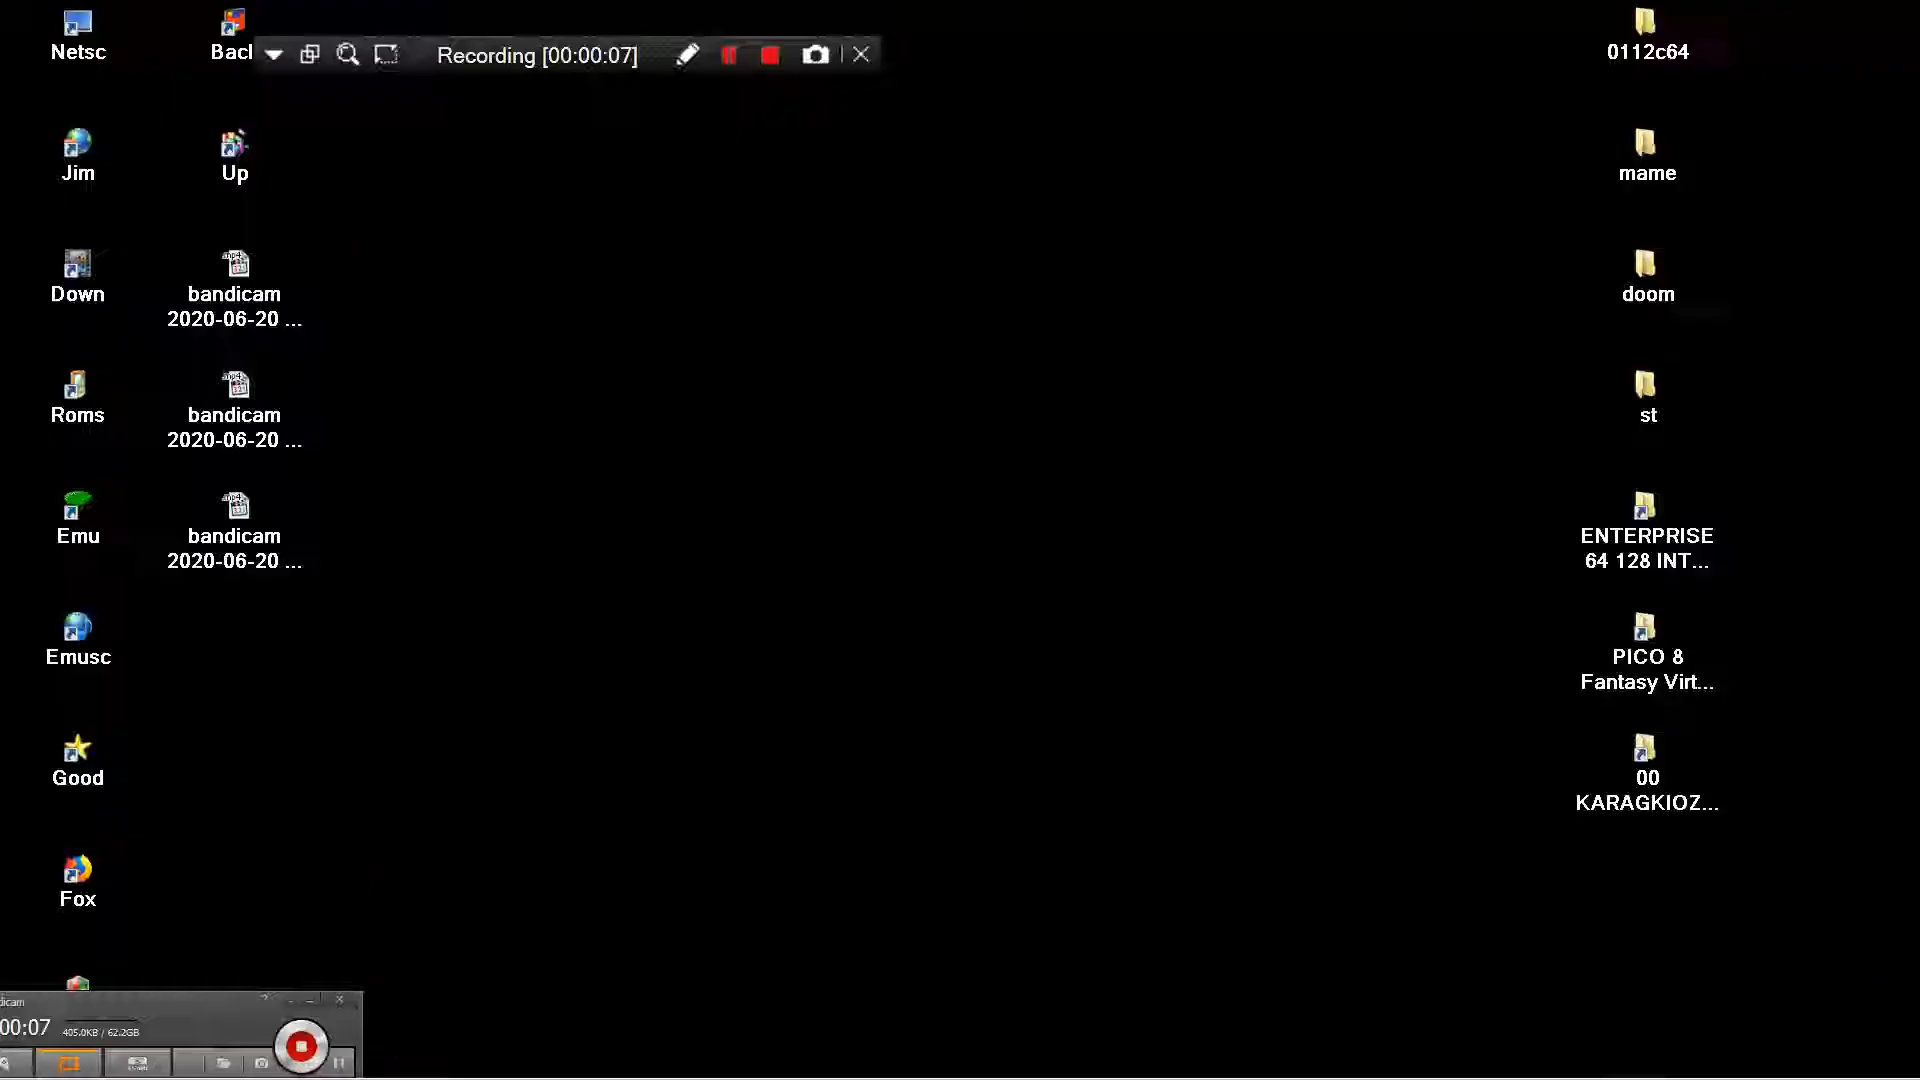 Netsc
Bacl
Recording [00:00:07]
0112c64
Jim
Up
mame
Down
bandicam
2020-06-20 ...
doom
Roms
bandicam
2020-06-20 ...
st
Emu
bandicam
2020-06-20 ...
ENTERPRISE
64 128 INT...
Emusc
PICO 8
Fantasy Virt...
Good
00
KARAGKIOZ...
Fox
dicam
00:07
405.0KB / 62.2GB